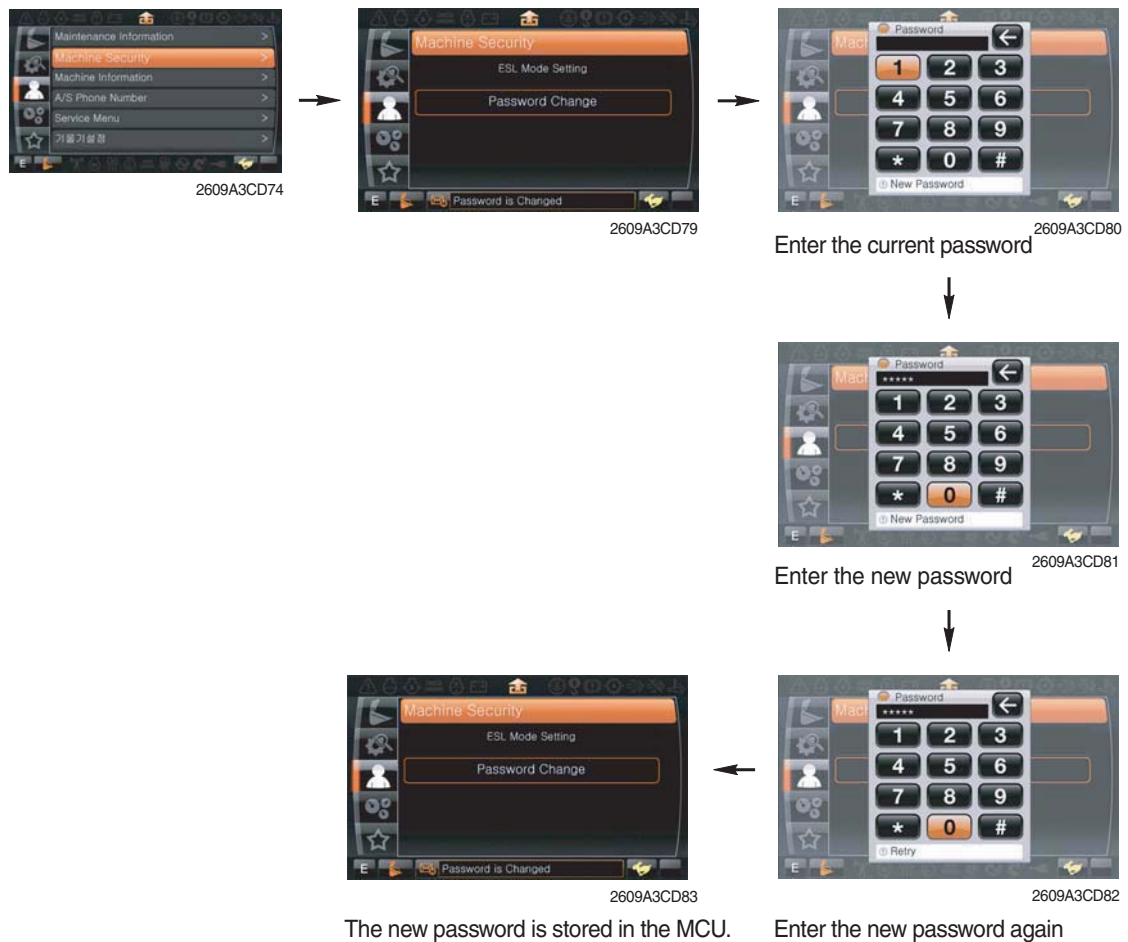 Maintenance Information >
Machine Security >
Machine Information >
A/S Phone Number >
Service Menu >
기울기설정 >
E
2609A3CD74
Machine Security
ESL Mode Setting
Password Change
E Password is Changed
2609A3CD79
Password
Mach
1 2 3
4 5 6
7 8 9
* 0 #
New Password
E
2609A3CD80
Enter the current password
Password
Mach
*****
1 2 3
4 5 6
7 8 9
* 0 #
New Password
E
2609A3CD81
Enter the new password
Password
Mach
*****
1 2 3
4 5 6
7 8 9
* 0 #
Retry
E
2609A3CD82
Enter the new password again
Machine Security
ESL Mode Setting
Password Change
E Password is Changed
2609A3CD83
The new password is stored in the MCU.